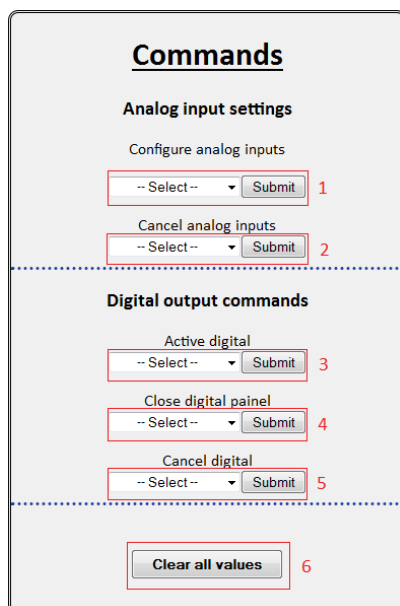 Commands
Analog input settings
Configure analog inputs
-- Select -- Submit 1
Cancel analog inputs
-- Select -- Submit 2
Digital output commands
Active digital
-- Select -- Submit 3
Close digital painel
-- Select -- Submit 4
Cancel digital
-- Select -- Submit 5
Clear all values 6